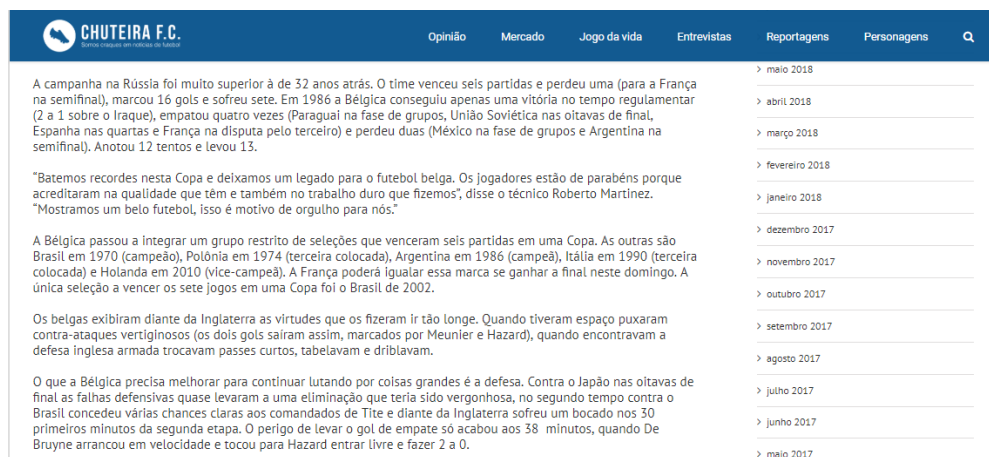 CHUTEIRA F.C.
Somos craques em notícias de futebol
Opinião
Mercado
Jogo da vida
Entrevistas
Reportagens
Personagens
A campanha na Rússia foi muito superior à de 32 anos atrás. O time venceu seis partidas e perdeu uma (para a França
na semifinal), marcou 16 gols e sofreu sete. Em 1986 a Bélgica conseguiu apenas uma vitória no tempo regulamentar
(2 a 1 sobre o Iraque), empatou quatro vezes (Paraguai na fase de grupos, União Soviética nas oitavas de final,
Espanha nas quartas e França na disputa pelo terceiro) e perdeu duas (México na fase de grupos e Argentina na
semifinal). Anotou 12 tentos e levou 13.
“Batemos recordes nesta Copa e deixamos um legado para o futebol belga. Os jogadores estão de parabéns porque
acreditaram na qualidade que têm e também no trabalho duro que fizemos”, disse o técnico Roberto Martinez.
“Mostramos um belo futebol, isso é motivo de orgulho para nós.”
A Bélgica passou a integrar um grupo restrito de seleções que venceram seis partidas em uma Copa. As outras são
Brasil em 1970 (campeão), Polônia em 1974 (terceira colocada), Argentina em 1986 (campeã), Itália em 1990 (terceira
colocada) e Holanda em 2010 (vice-campeã). A França poderá igualar essa marca se ganhar a final neste domingo. A
única seleção a vencer os sete jogos em uma Copa foi o Brasil de 2002.
Os belgas exibiram diante da Inglaterra as virtudes que os fizeram ir tão longe. Quando tiveram espaço puxaram
contra-ataques vertiginosos (os dois gols saíram assim, marcados por Meunier e Hazard), quando encontravam a
defesa inglesa armada trocavam passes curtos, tabelavam e driblavam.
O que a Bélgica precisa melhorar para continuar lutando por coisas grandes é a defesa. Contra o Japão nas oitavas de
final as falhas defensivas quase levaram a uma eliminação que teria sido vergonhosa, no segundo tempo contra o
Brasil concedeu várias chances claras aos comandados de Tite e diante da Inglaterra sofreu um bocado nos 30
primeiros minutos da segunda etapa. O perigo de levar o gol de empate só acabou aos 38 minutos, quando De
Bruyne arrancou em velocidade e tocou para Hazard entrar livre e fazer 2 a 0.
> maio 2018
> abril 2018
> março 2018
> fevereiro 2018
> janeiro 2018
> dezembro 2017
> novembro 2017
> outubro 2017
> setembro 2017
> agosto 2017
> julho 2017
> junho 2017
> maio 2017